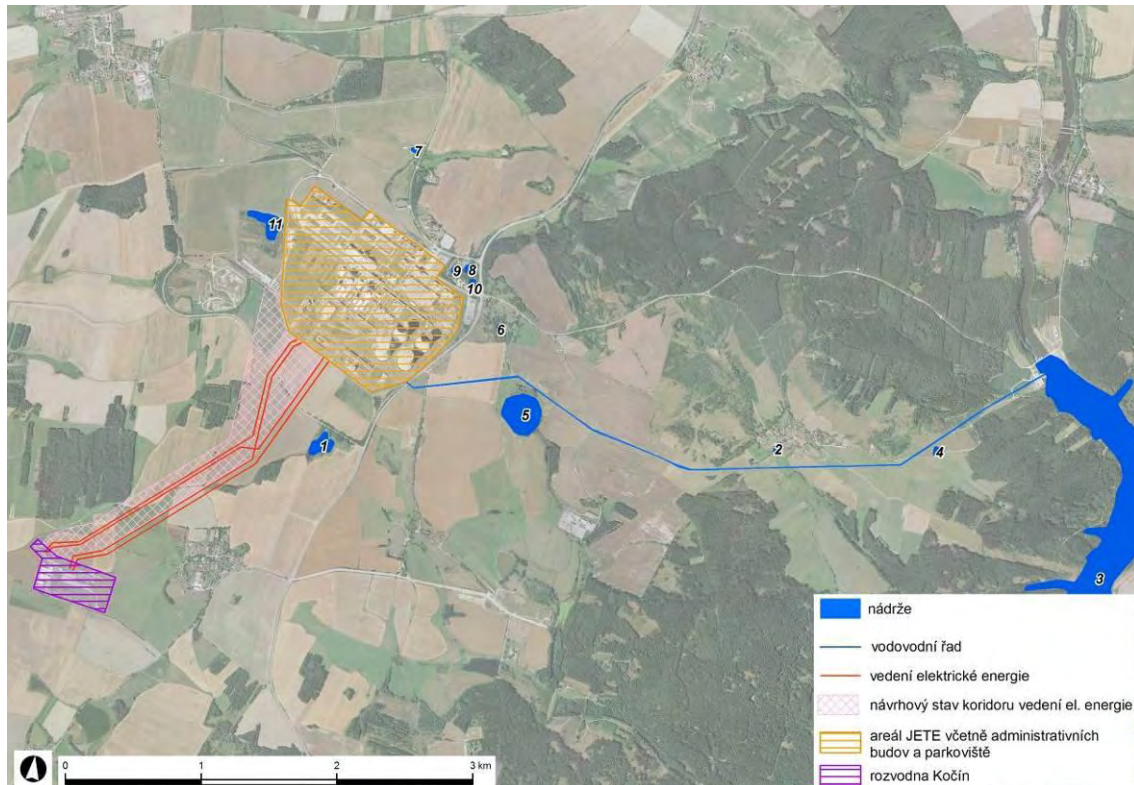 7
11
9
8
10
6
5
1
2
4
3
nádrže
vodovodní řad
vedení elektrické energie
návrhový stav koridoru vedení el. energie
areál JETE včetně administrativních
budov a parkoviště
rozvodna Kočín
0
1
2
3 km